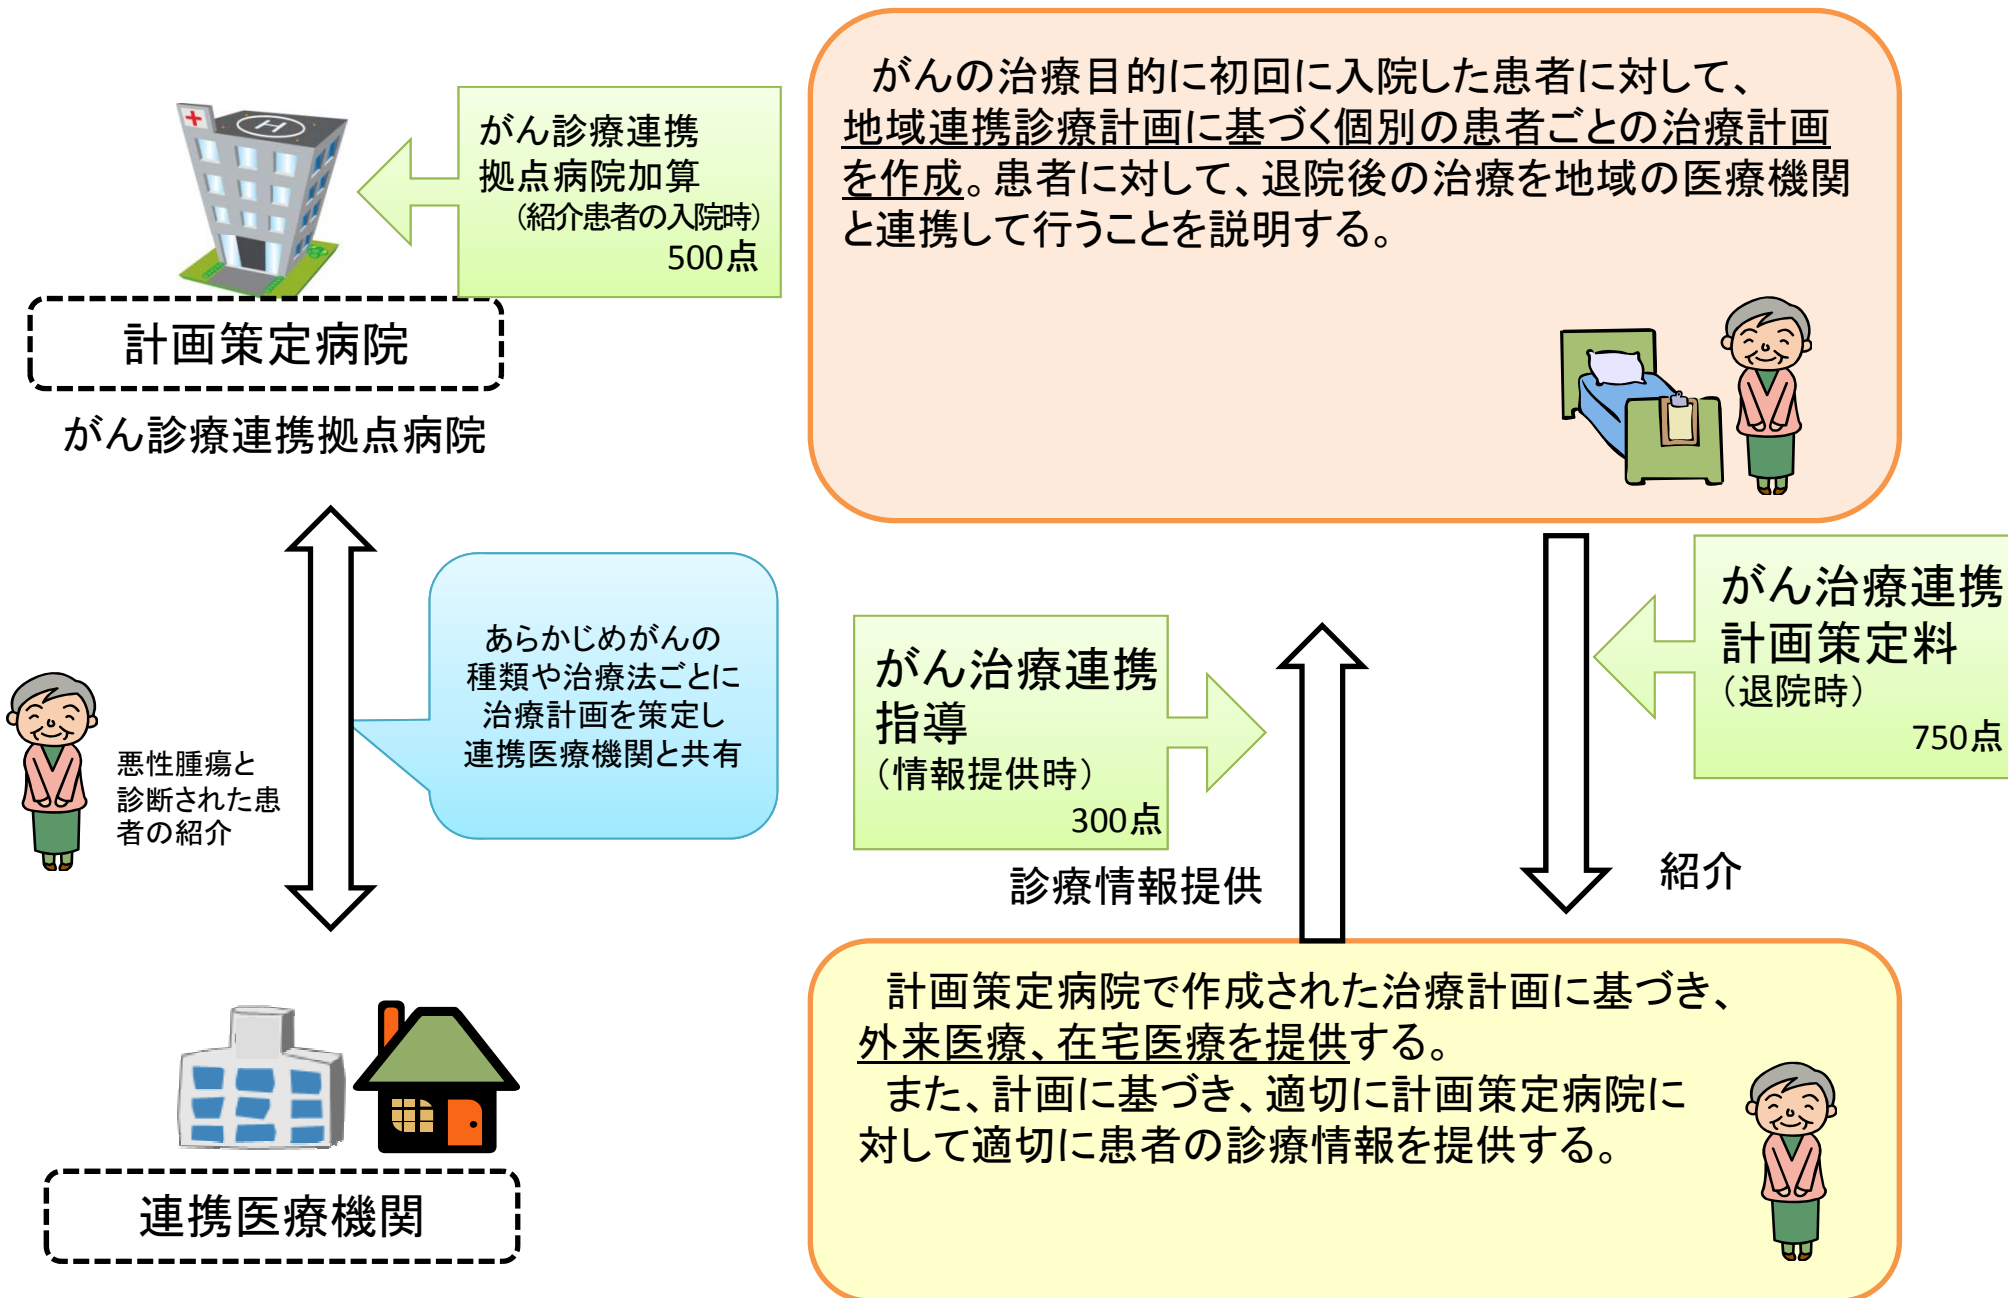 がん診療連携
拠点病院加算
（紹介患者の入院時）
500点
計画策定病院
がん診療連携拠点病院
がんの治療目的に初回に入院した患者に対して、
地域連携診療計画に基づく個別の患者ごとの治療計画
を作成。患者に対して、退院後の治療を地域の医療機関
と連携して行うことを説明する。
あらかじめがんの
種類や治療法ごとに
治療計画を策定し
連携医療機関と共有
悪性腫瘍と
診断された患
者の紹介
がん治療連携
指導
（情報提供時）
300点
診療情報提供
がん治療連携
計画策定料
（退院時）
750点
紹介
連携医療機関
計画策定病院で作成された治療計画に基づき、
外来医療、在宅医療を提供する。
また、計画に基づき、適切に計画策定病院に
対して適切に患者の診療情報を提供する。
H